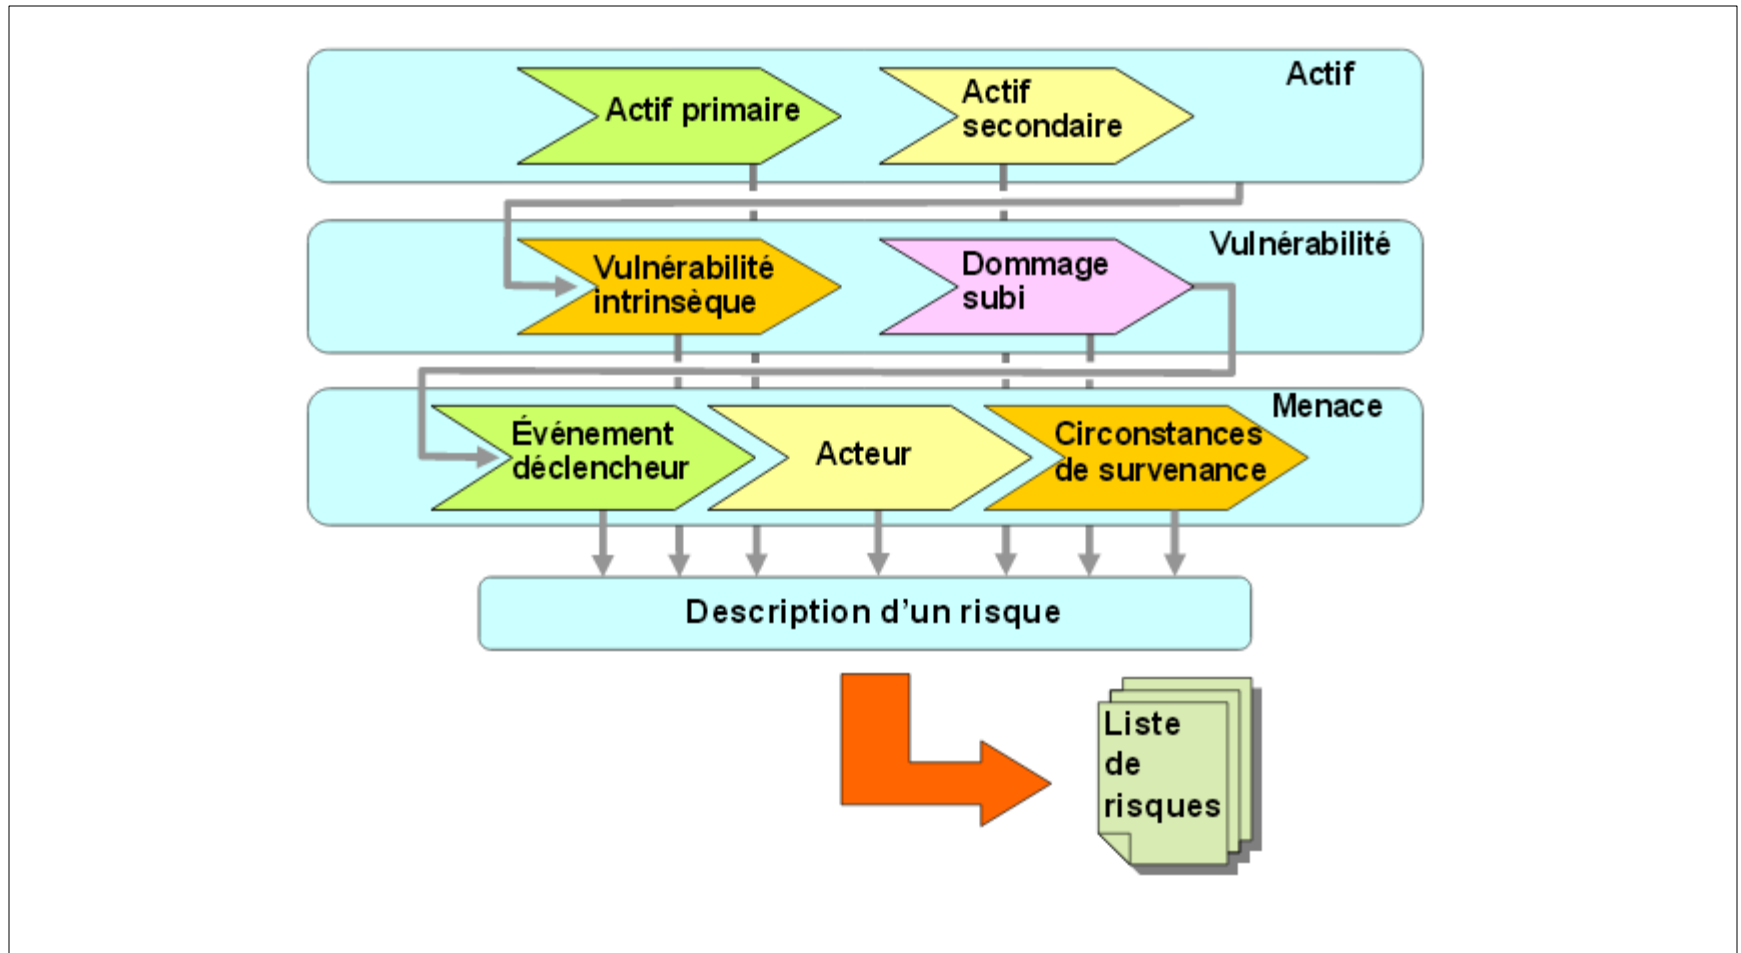 Actif
Actif primaire
Actif
secondaire
Vulnérabilité
Vulnérabilité
intrinsèque
Dommage
subi
Menace
Événement
déclencheur
Acteur
Circonstances
de survenance
Description d’un risque
Liste
de
risques